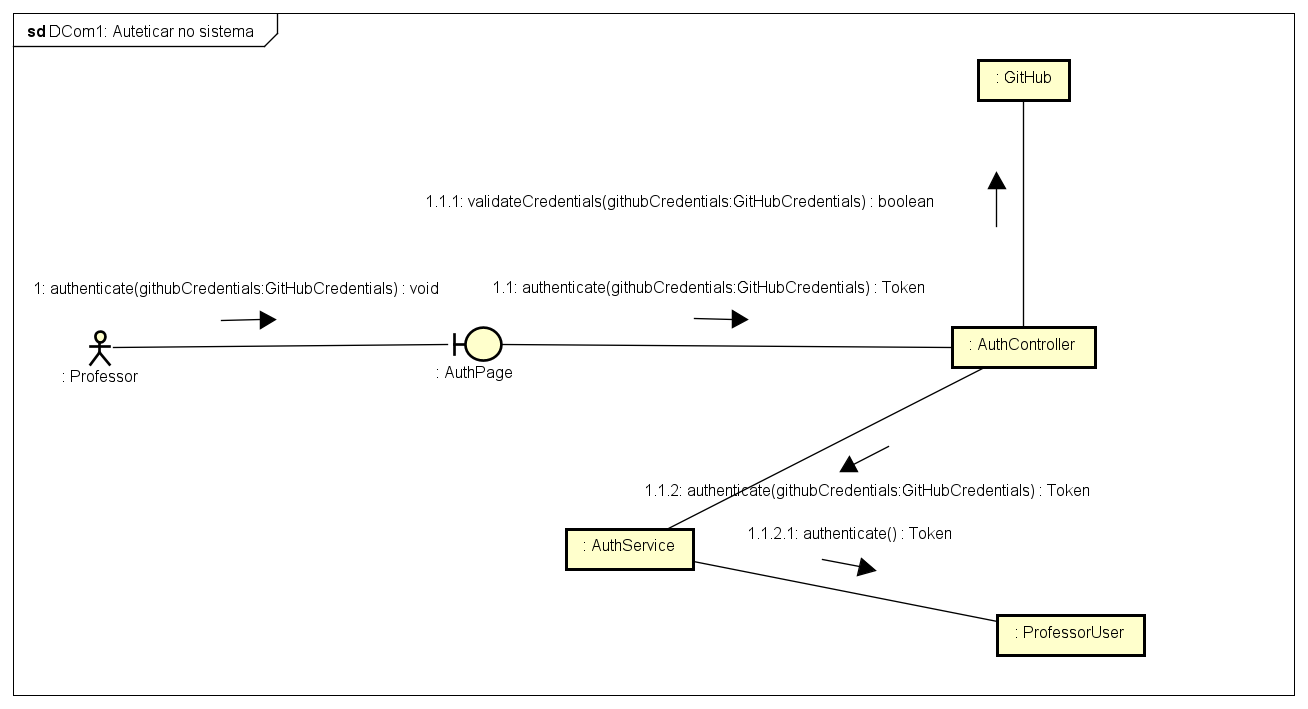 sd DCom1: Auteticar no sistema
: GitHub
1.1.1: validateCredentials(githubCredentials:GitHubCredentials) : boolean
1: authenticate(githubCredentials:GitHubCredentials) : void
1.1: authenticate(githubCredentials:GitHubCredentials) : Token
: AuthController
: Professor
: AuthPage
1.1.2: authenticate(githubCredentials:GitHubCredentials) : Token
1.1.2.1: authenticate() : Token
: AuthService
: ProfessorUser